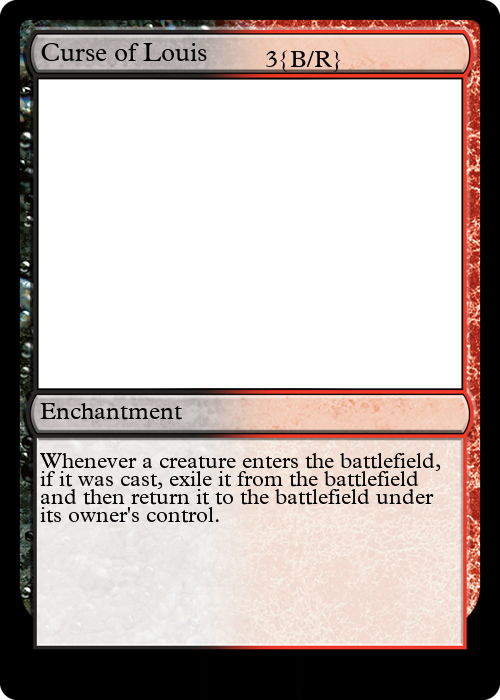 Curse of Louis
3{B/R}
Enchantment
Whenever a creature enters the battlefield,
if it was cast, exile it from the battlefield
and then return it to the battlefield under
its owner's control.